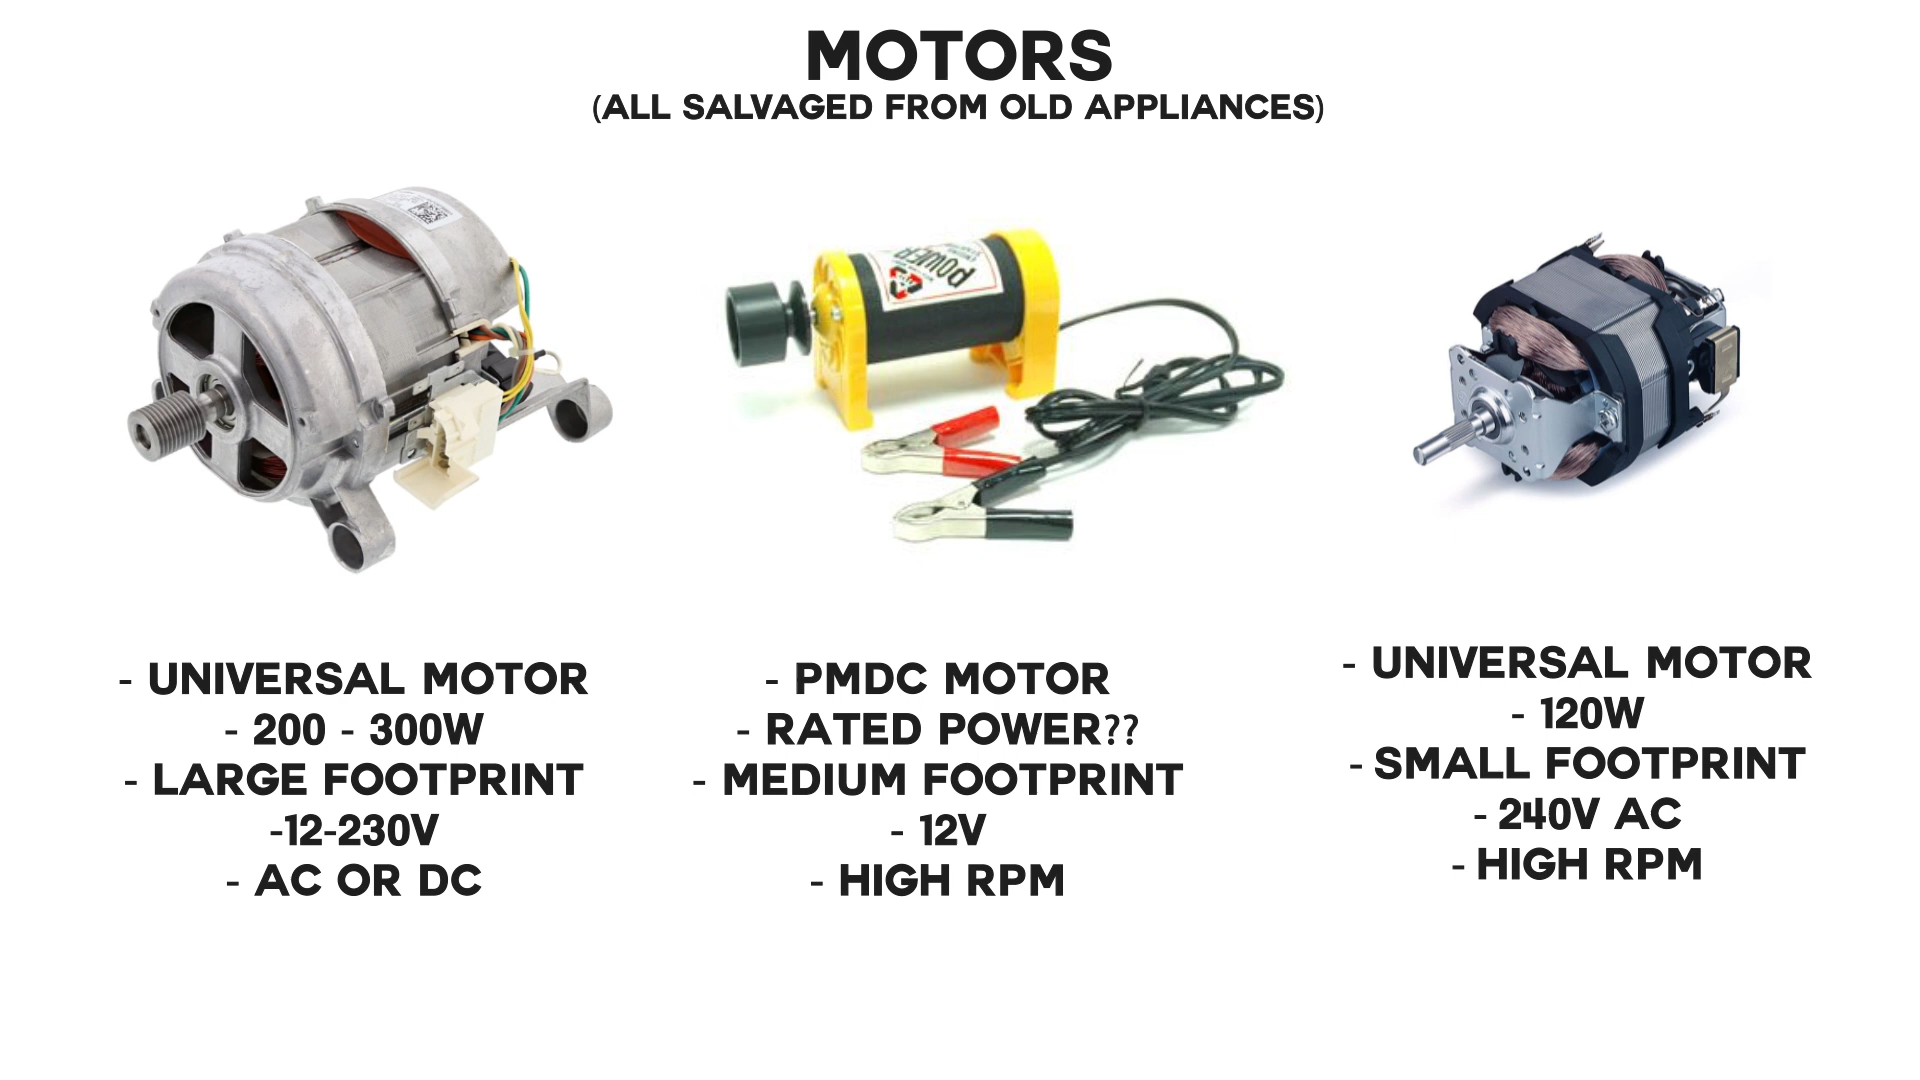 MOTORS
(ALL SALVAGED FROM OLD APPLIANCES)
POWER
- UNIVERSAL MOTOR
- 200 - 300W
- LARGE FOOTPRINT
-12-230V
- AC OR DC
- PMDC MOTOR
- RATED POWER??
- MEDIUM FOOTPRINT
- 12V
- HIGH RPM
- UNIVERSAL MOTOR
- 120W
- SMALL FOOTPRINT
- 240V AC
- HIGH RPM